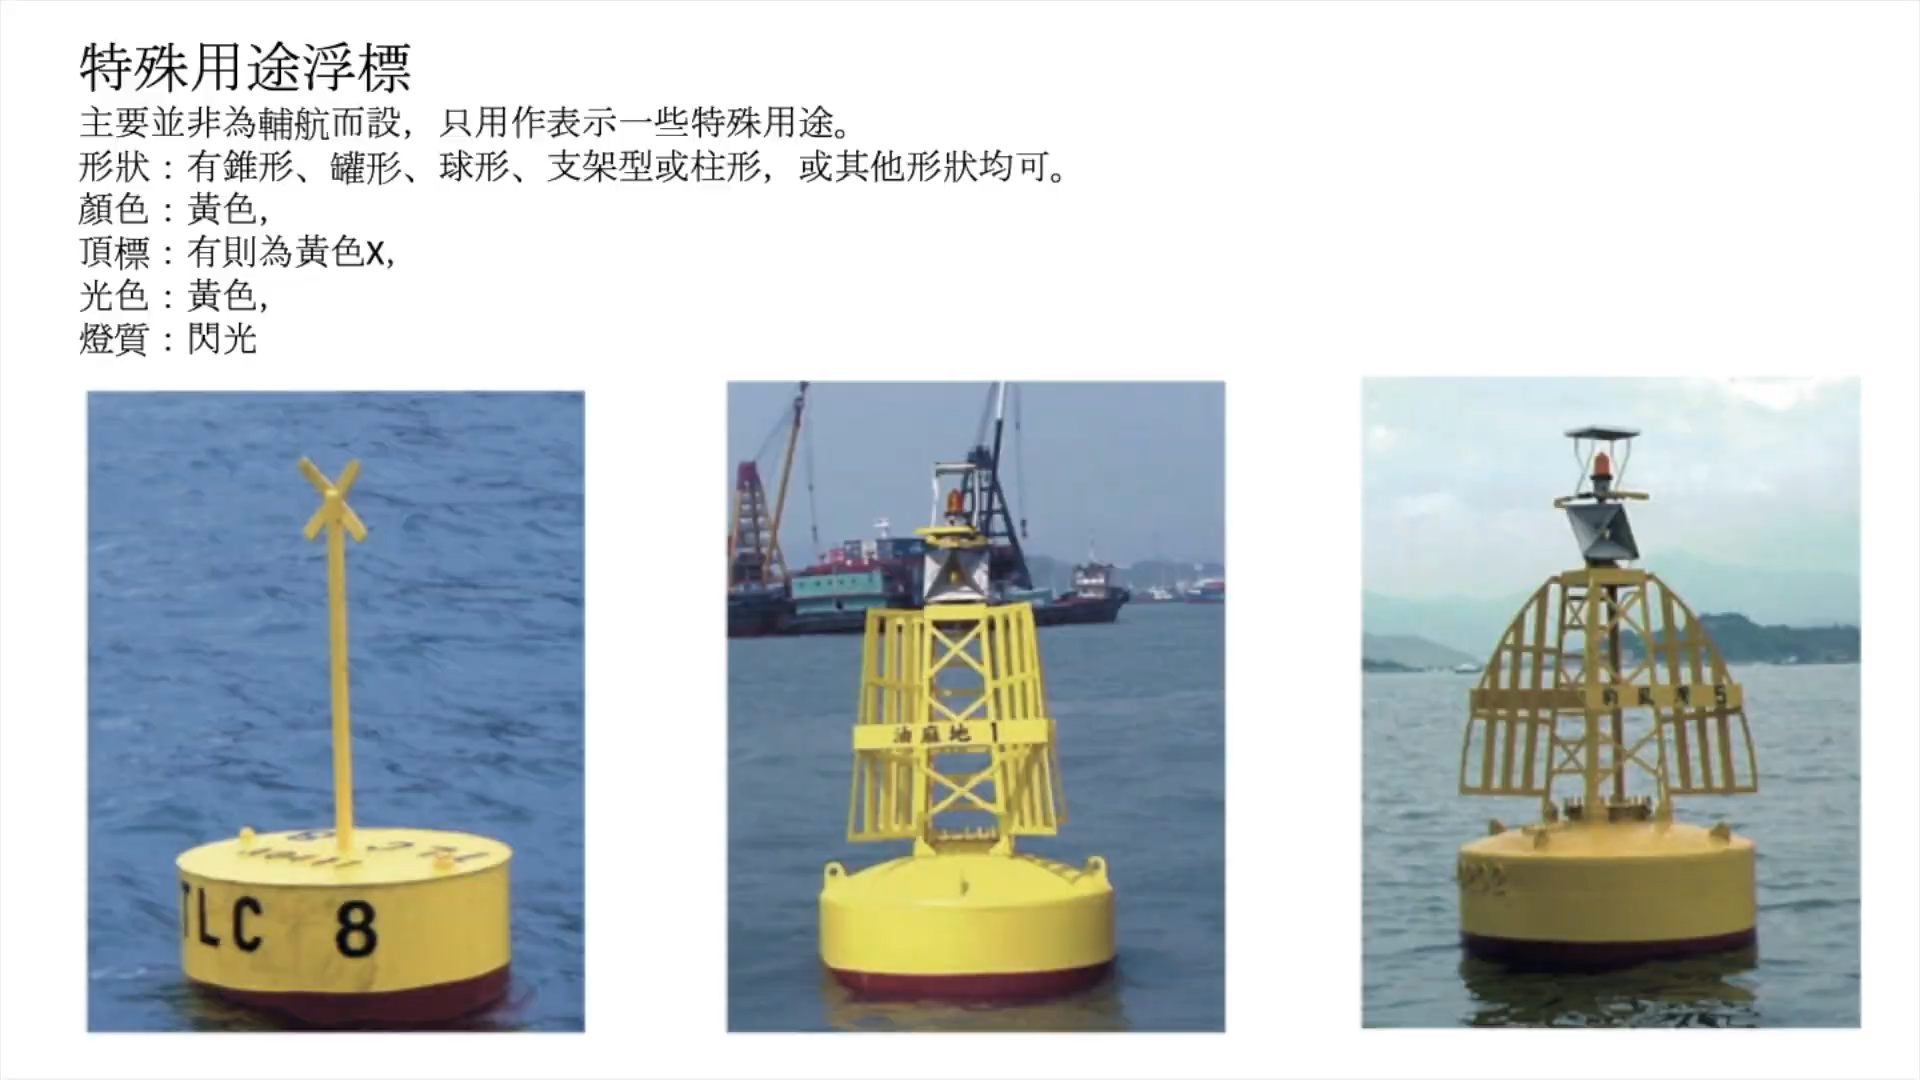 特殊用途浮標
主要並非為輔航而設，只用作表示一些特殊用途。
形狀：有錐形、罐形、球形、支架型或柱形，或其他形狀均可。
顏色：黃色,
頂標：有則為黃色X,
光色：黃色,
燈質：閃光
TLC 8
油麻地 1
5